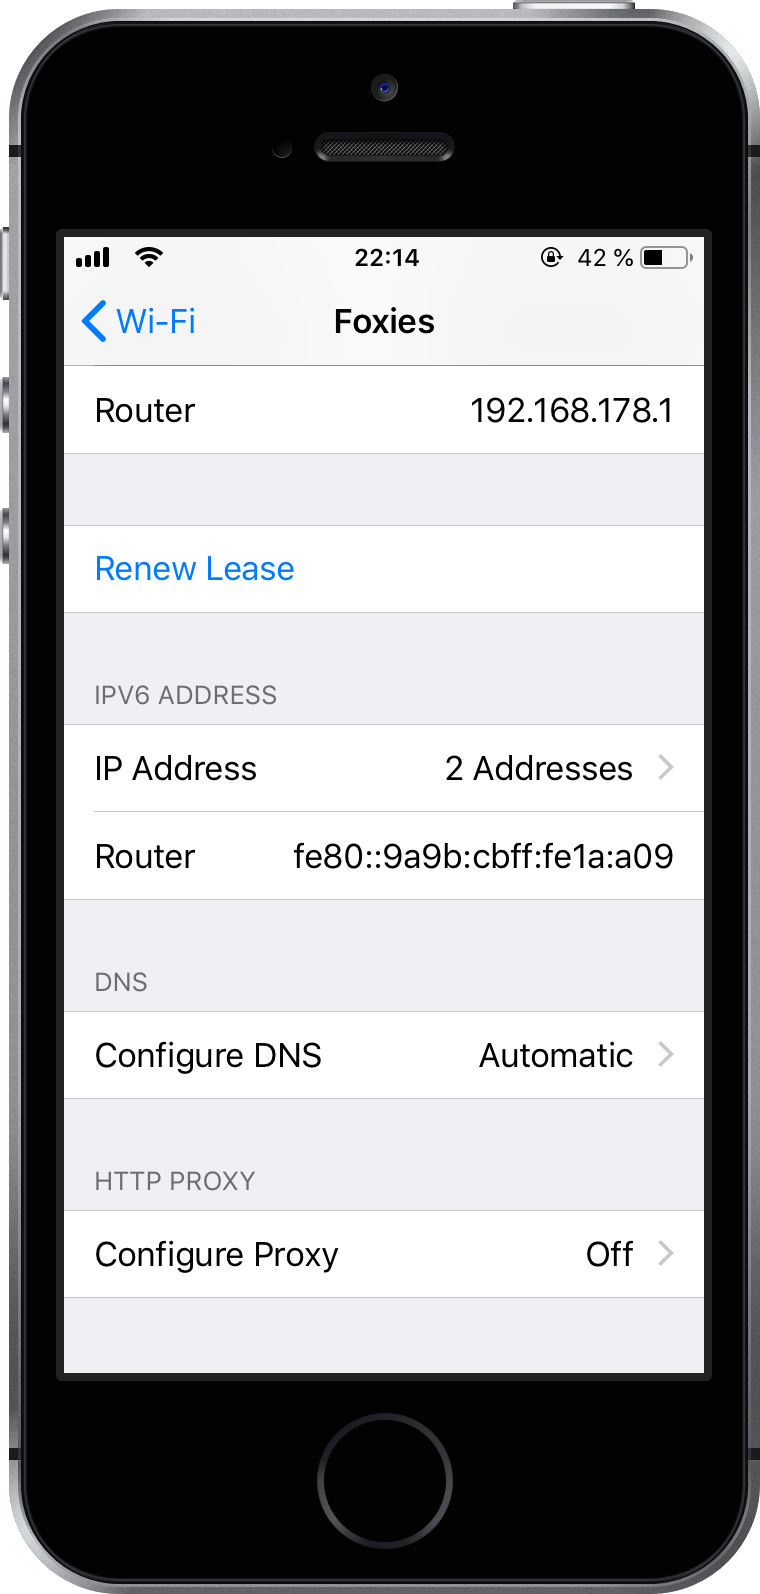 22:14 42 %
Wi-Fi Foxies
Router 192.168.178.1
Renew Lease
IPV6 ADDRESS
IP Address 2 Addresses
Router fe80::9a9b:cbff:fe1a:a09
DNS
Configure DNS Automatic
HTTP PROXY
Configure Proxy Off